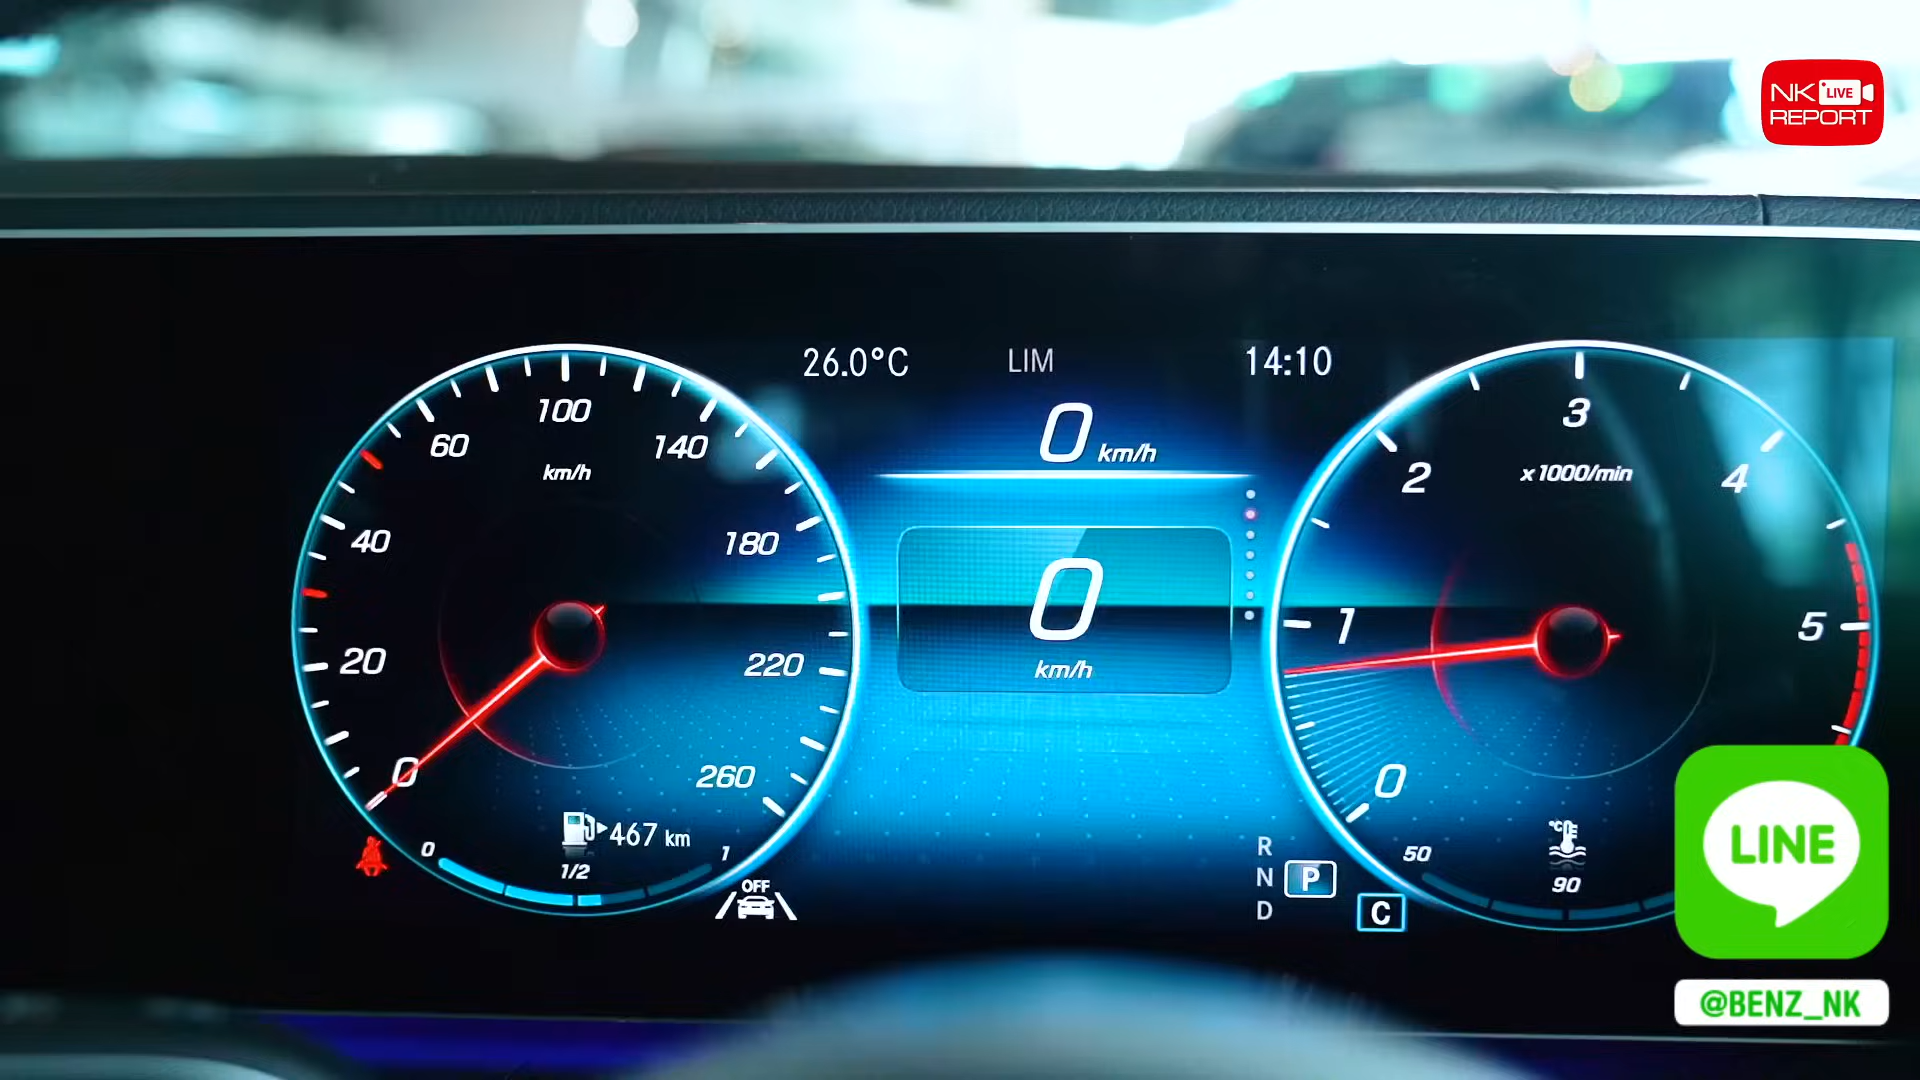 NK LIVE
REPORT
26.0°C LIM 14:10
0 km/h
0
km/h
100
60 140
km/h
40 180
20 220
0 260
467 km
0 1/2 1
OFF
3
2 4
x1000/min
1 5
0
50 90
R
N P
D
C
LINE
@BENZ_NK